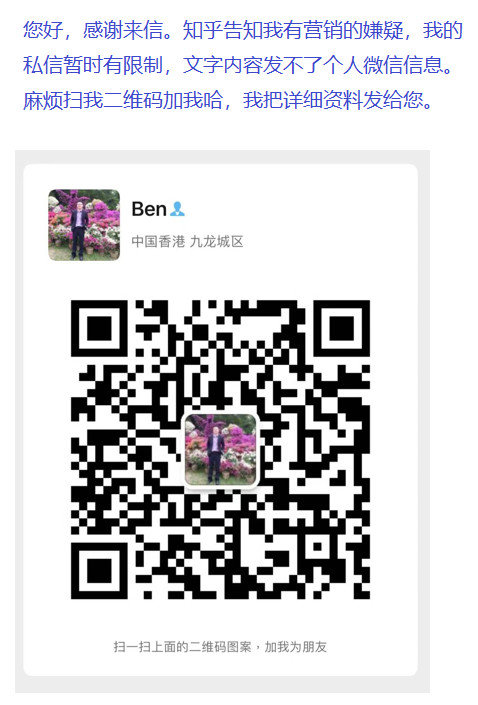 您好，感谢来信。知乎告知我有营销的嫌疑，我的
私信暂时有限制，文字内容发不了个人微信信息。
麻烦扫我二维码加我哈，我把详细资料发给您。
Ben
中国香港 九龙城区
扫一扫上面的二维码图案，加我为朋友